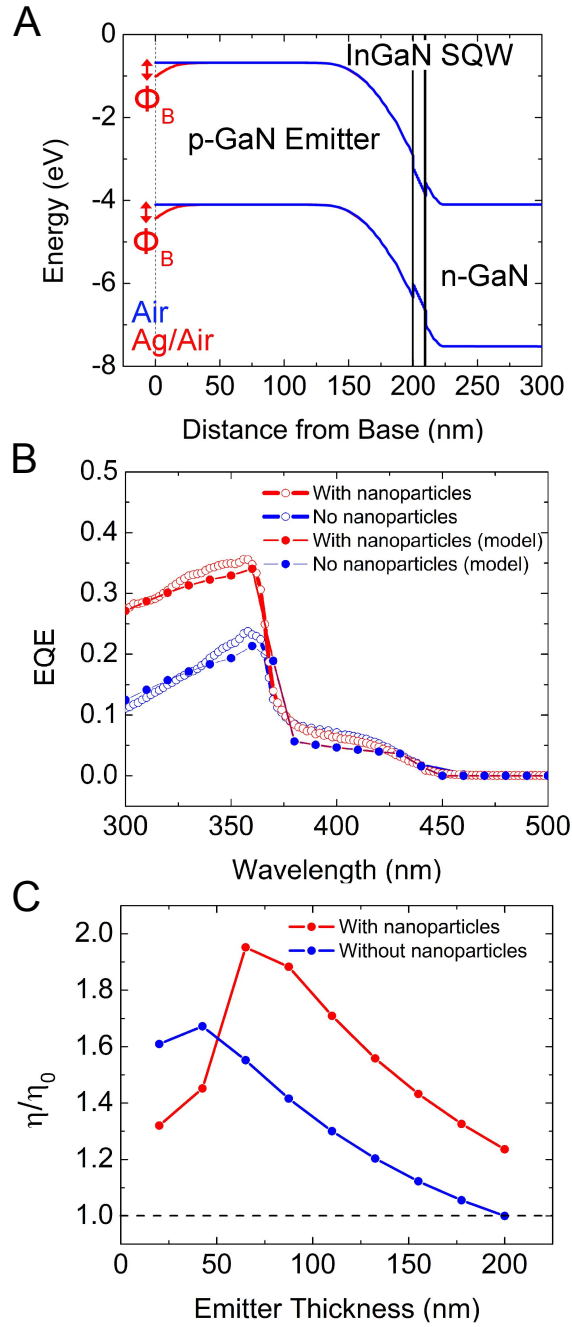 A
0
-2
-4
-6
-8
Energy (eV)
InGaN SQW
Φ B
p-GaN Emitter
Φ B
n-GaN
Air
Ag/Air
0 50 100 150 200 250 300
Distance from Base (nm)
B
0.5
0.4
0.3
0.2
0.1
0.0
EQE
With nanoparticles
No nanoparticles
With nanoparticles (model)
No nanoparticles (model)
300 350 400 450 500
Wavelength (nm)
C
2.0
1.8
1.6
1.4
1.2
1.0
η/η0
With nanoparticles
Without nanoparticles
0 50 100 150 200
Emitter Thickness (nm)